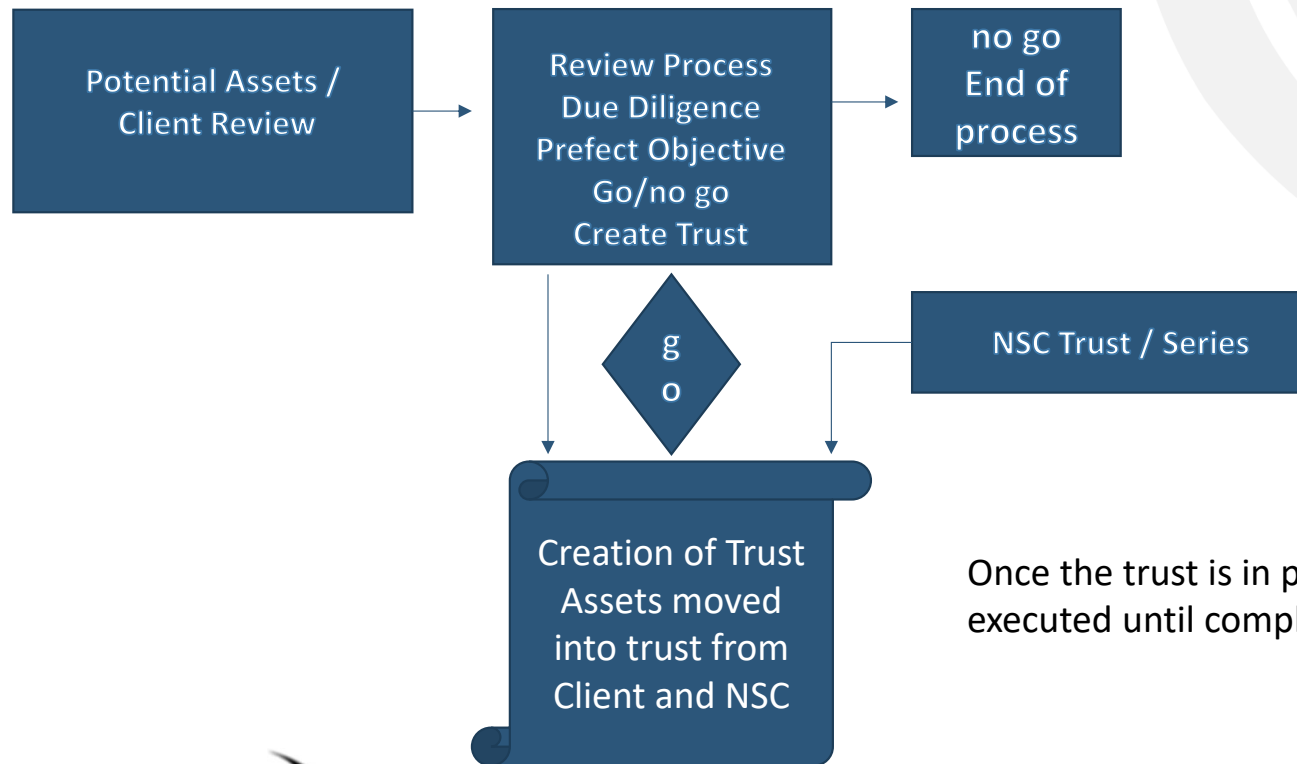 Potential Assets /
Client Review
Review Process
Due Diligence
Prefect Objective
Go/no go
Create Trust
no go
End of
process
g
o
NSC Trust / Series
Creation of Trust
Assets moved
into trust from
Client and NSC
Once the trust is in
executed until